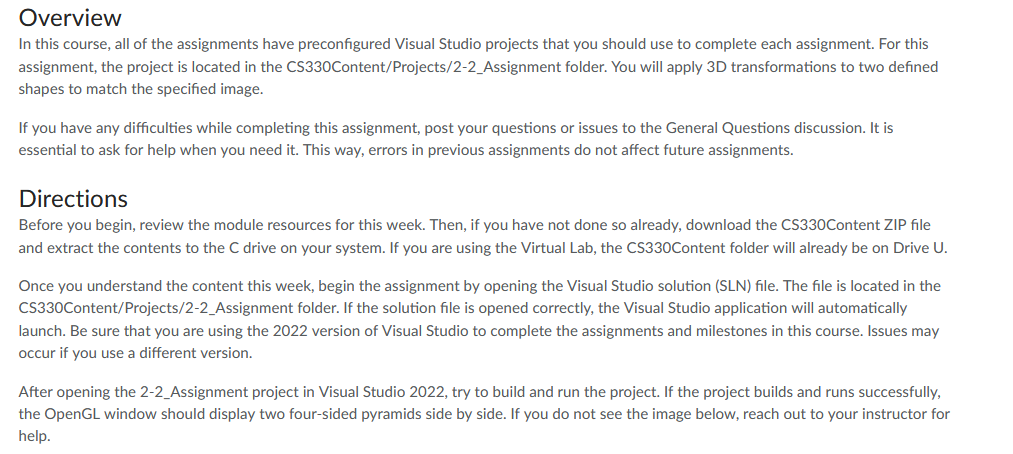 Overview
In this course, all of the assignments have preconfigured Visual Studio projects that you should use to complete each assignment. For this
assignment, the project is located in the CS330Content/Projects/2-2_Assignment folder. You will apply 3D transformations to two defined
shapes to match the specified image.
If you have any difficulties while completing this assignment, post your questions or issues to the General Questions discussion. It is
essential to ask for help when you need it. This way, errors in previous assignments do not affect future assignments.
Directions
Before you begin, review the module resources for this week. Then, if you have not done so already, download the CS330Content ZIP file
and extract the contents to the C drive on your system. If you are using the Virtual Lab, the CS330Content folder will already be on Drive U.
Once you understand the content this week, begin the assignment by opening the Visual Studio solution (SLN) file. The file is located in the
CS330Content/Projects/2-2_Assignment folder. If the solution file is opened correctly, the Visual Studio application will automatically
launch. Be sure that you are using the 2022 version of Visual Studio to complete the assignments and milestones in this course. Issues may
occur if you use a different version.
After opening the 2-2_Assignment project in Visual Studio 2022, try to build and run the project. If the project builds and runs successfully,
the OpenGL window should display two four-sided pyramids side by side. If you do not see the image below, reach out to your instructor for
help.